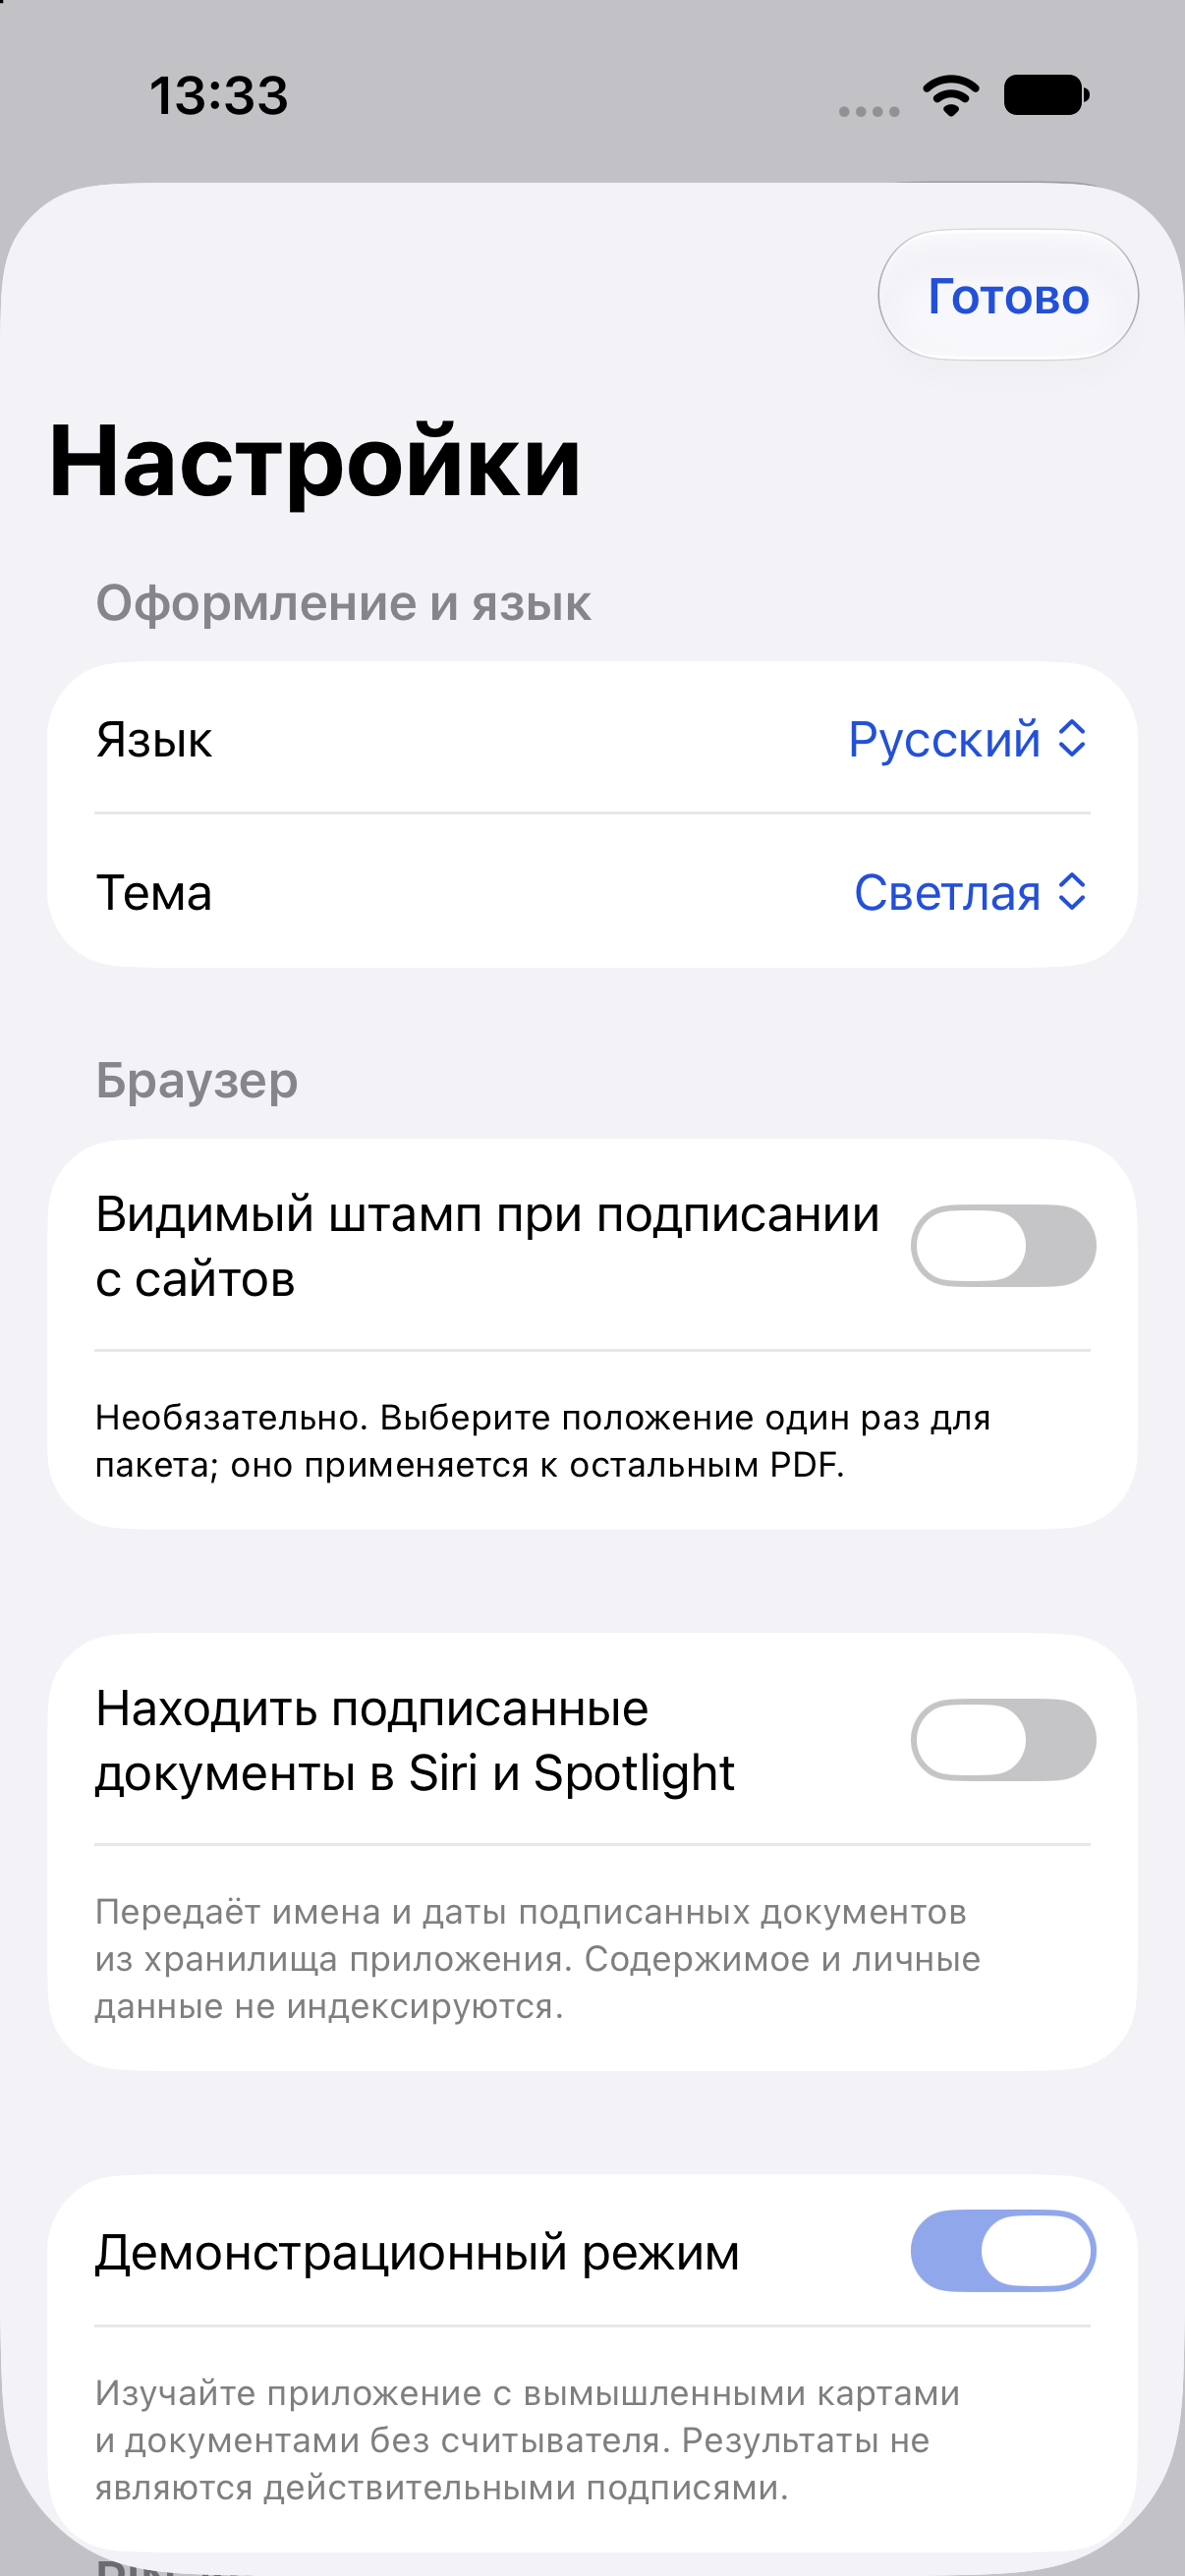 13:33
Готово
Настройки
Оформление и язык
Язык
Русский
Тема
Светлая
Браузер
Видимый штамп при подписании
с сайтов
Необязательно. Выберите положение один раз для
пакета; оно применяется к остальным PDF.
Находить подписанные
документы в Siri и Spotlight
Передаёт имена и даты подписанных документов
из хранилища приложения. Содержимое и личные
данные не индексируются.
Демонстрационный режим
Изучайте приложение с вымышленными картами
и документами без считывателя. Результаты не
являются действительными подписями.